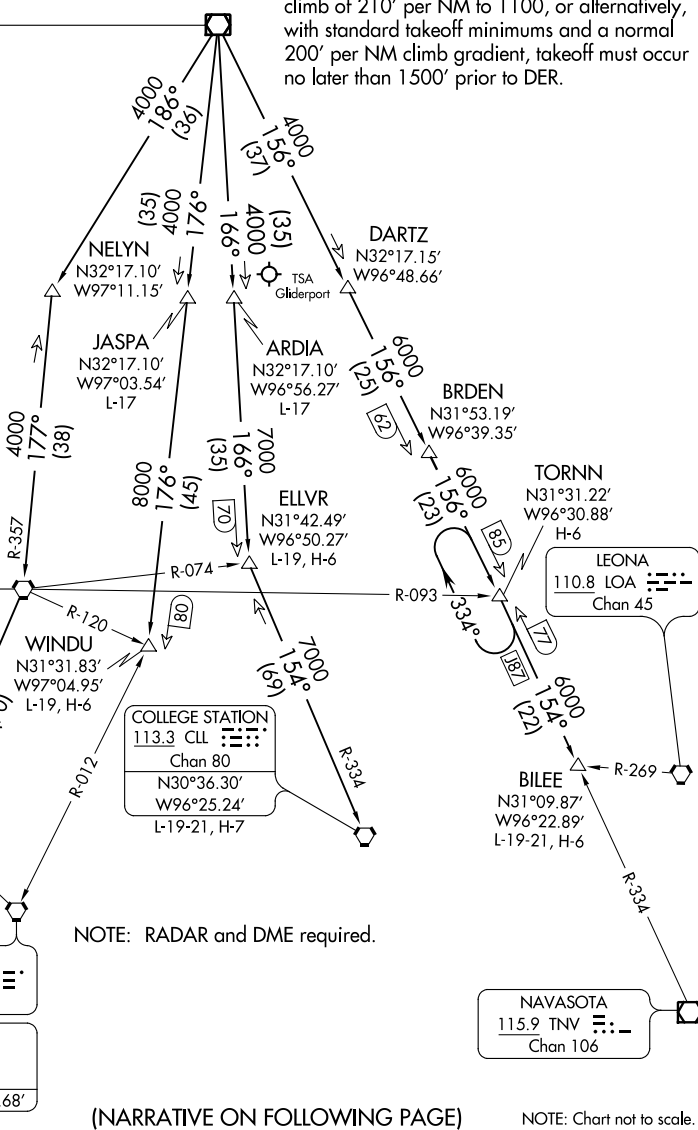 climb of 210' per NM to 1100, or alternatively,
with standard takeoff minimums and a normal
200' per NM climb gradient, takeoff must occur
no later than 1500' prior to DER.
4000
186°
(36)
(35)
4000
176°
(35)
4000
166°
4000
156°
(37)
NELYN
N32°17.10'
W97°11.15'
TSA
Gliderport
DARTZ
N32°17.15'
W96°48.66'
JASPA
N32°17.10'
W97°03.54'
L-17
ARDIA
N32°17.10'
W96°56.27'
L-17
6000
156°
(25)
62
BRDEN
N31°53.19'
W96°39.35'
4000
177°
(38)
R-357
8000
176°
(45)
7000
166°
(35)
70
ELLVR
N31°42.49'
W96°50.27'
L-19, H-6
6000
156°
(23)
85
TORNN
N31°31.22'
W96°30.88'
H-6
LEONA
110.8 LOA
Chan 45
R-074
R-093
R-120
80
334°
77
J87
WINDU
N31°31.83'
W97°04.95'
L-19, H-6
7000
154°
(69)
6000
154°
(22)
COLLEGE STATION
113.3 CLL
Chan 80
N30°36.30'
W96°25.24'
L-19-21, H-7
R-334
R-012
R-269
BILEE
N31°09.87'
W96°22.89'
L-19-21, H-6
R-334
NOTE: RADAR and DME required.
NAVASOTA
115.9 TNV
Chan 106
.68'
(NARRATIVE ON FOLLOWING PAGE)
NOTE: Chart not to scale.